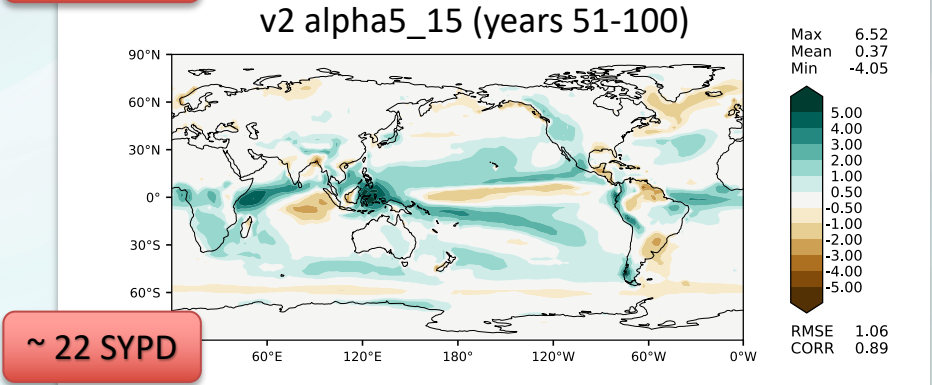 v2 alpha5_15 (years 51-100)
Max 6.52
Mean 0.37
Min -4.05
90°N
60°N
30°N
0°
30°S
60°S
5.00
4.00
3.00
2.00
1.00
0.50
-0.50
-1.00
-2.00
-3.00
-4.00
-5.00
RMSE 1.06
CORR 0.89
~ 22 SYPD
60°E
120°E
180°
120°W
60°W
0°W